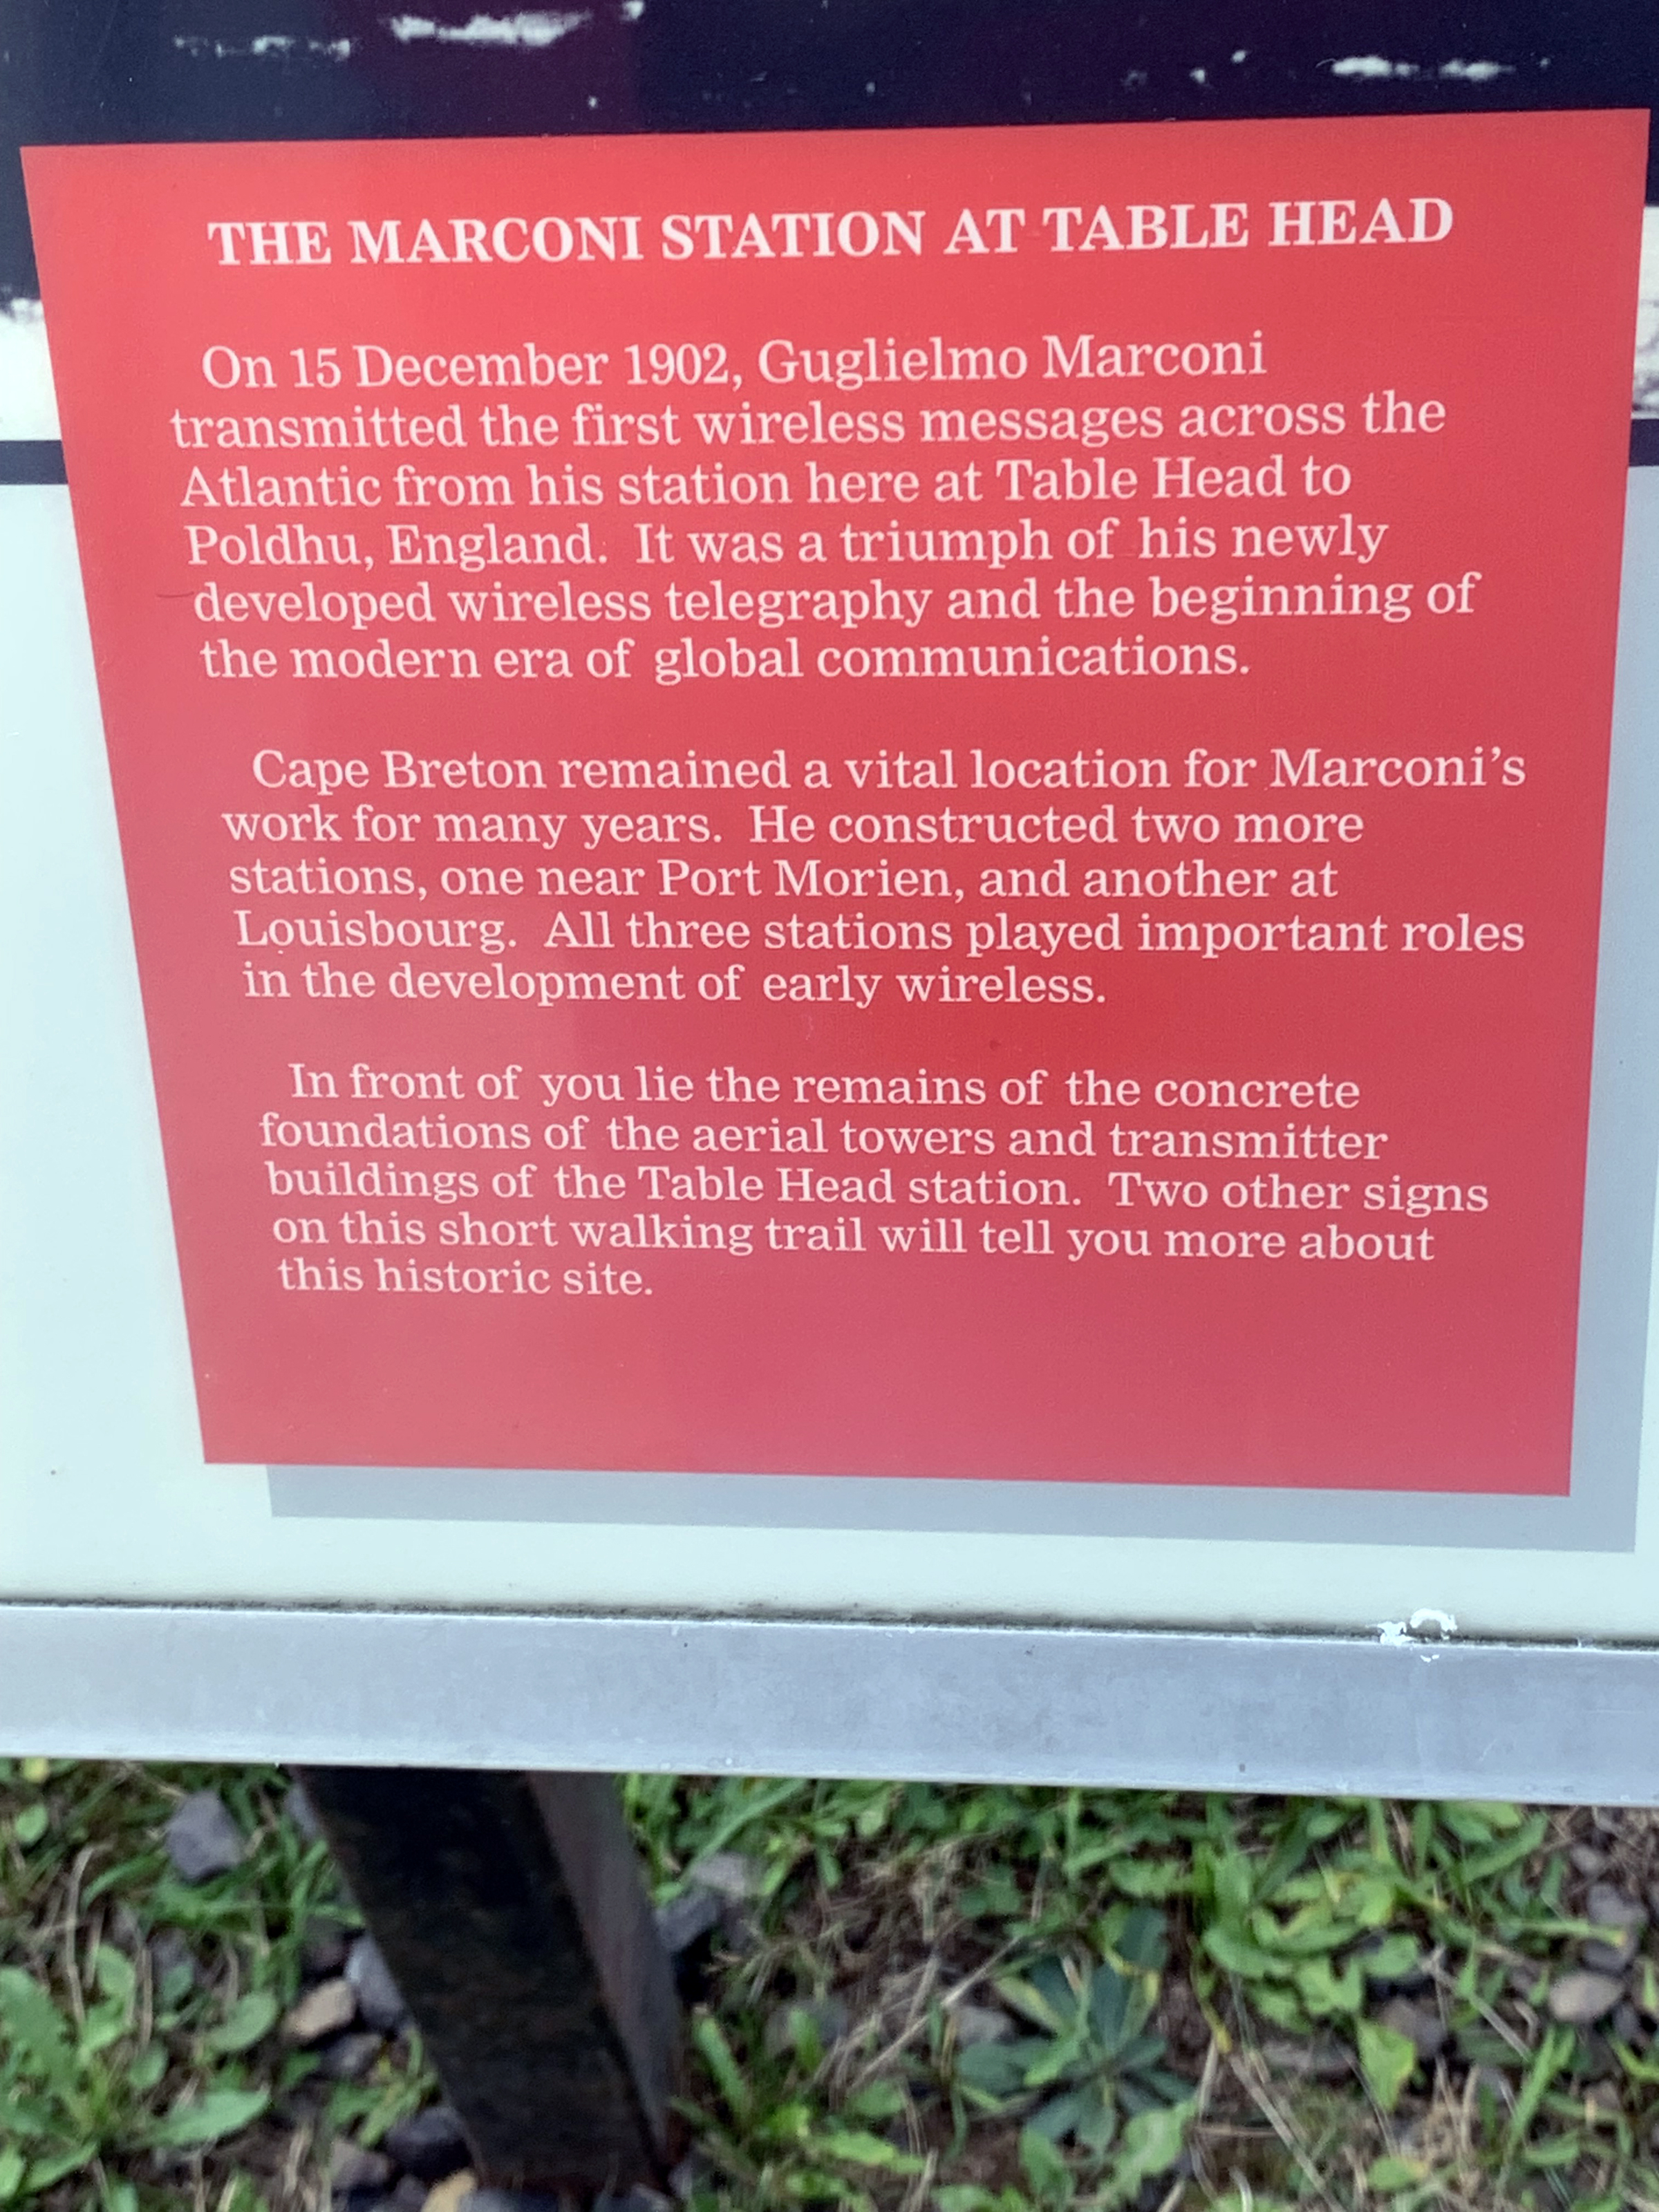 THE MARCONI STATION AT TABLE HEAD
On 15 December 1902, Guglielmo Marconi
transmitted the first wireless messages across the
Atlantic from his station here at Table Head to
Poldhu, England. It was a triumph of his newly
developed wireless telegraphy and the beginning of
the modern era of global communications.
Cape Breton remained a vital location for Marconi's
work for many years. He constructed two more
stations, one near Port Morien, and another at
Louisbourg. All three stations played important roles
in the development of early wireless.
In front of you lie the remains of the concrete
foundations of the aerial towers and transmitter
buildings of the Table Head station. Two other signs
on this short walking trail will tell you more about
this historic site.